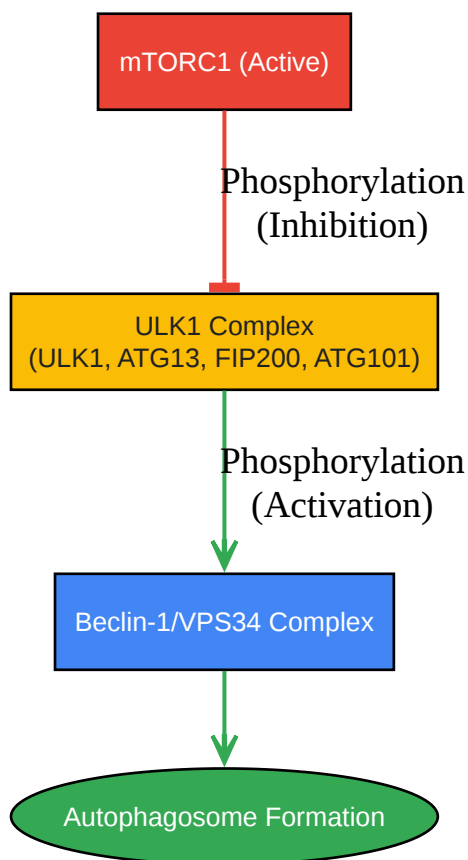 mTORC1 (Active)
Phosphorylation
(Inhibition)
ULK1 Complex
(ULK1, ATG13, FIP200, ATG101)
Phosphorylation
(Activation)
Beclin-1/VPS34 Complex
Autophagosome Formation